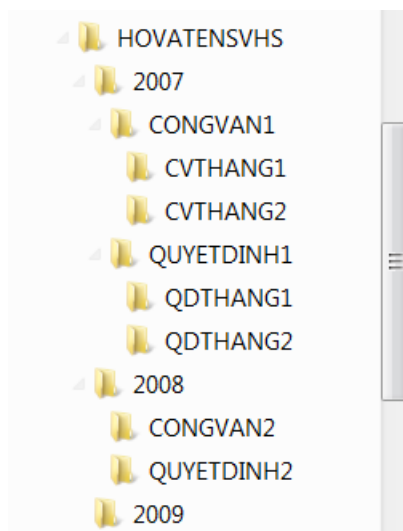 HOVATENSVHS
2007
CONGVAN1
CVTHANG1
CVTHANG2
QUYETDINH1
QDTHANG1
QDTHANG2
2008
CONGVAN2
QUYETDINH2
2009